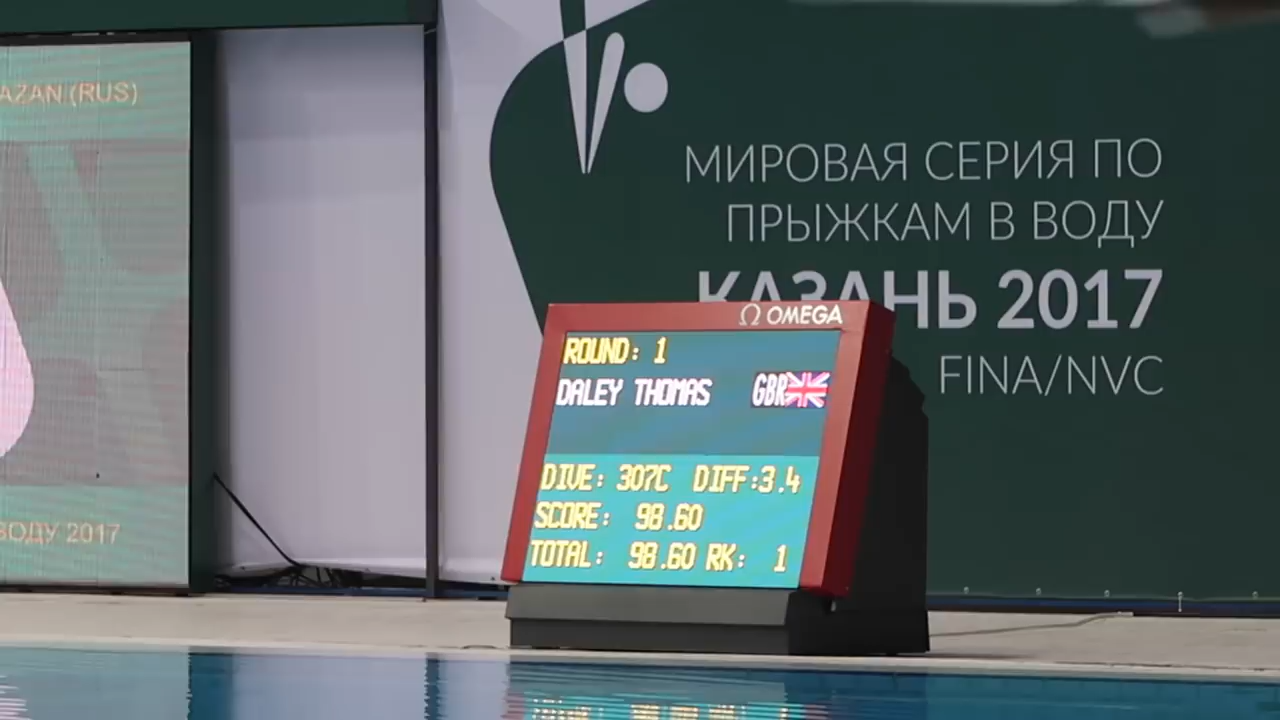 AZAN (RUS)
ВОДУ 2017
МИРОВАЯ СЕРИЯ ПО
ПРЫЖКАМ В ВОДУ
КАЗАНЬ 2017
FINA/NVC
Ω OMEGA
ROUND: 1
DALEY THOMAS GBR
DIVE: 307C DIFF:3.4
SCORE: 98.60
TOTAL: 98.60 RK: 1